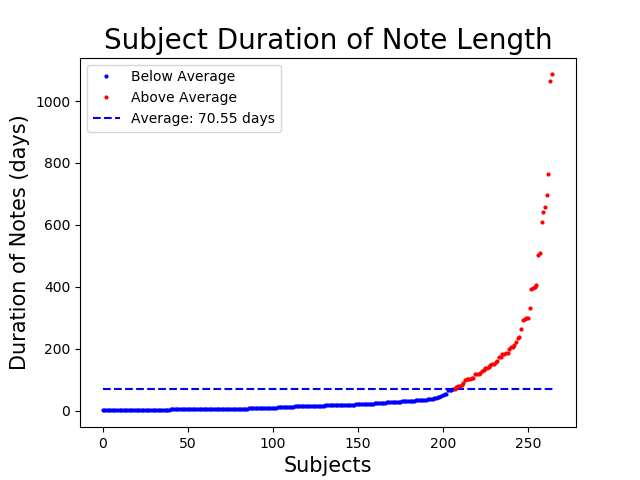 Subject Duration of Note Length
Below Average
Above Average
Average: 70.55 days
Duration of Notes (days)
1000
800
600
400
200
0
0 50 100 150 200 250
Subjects